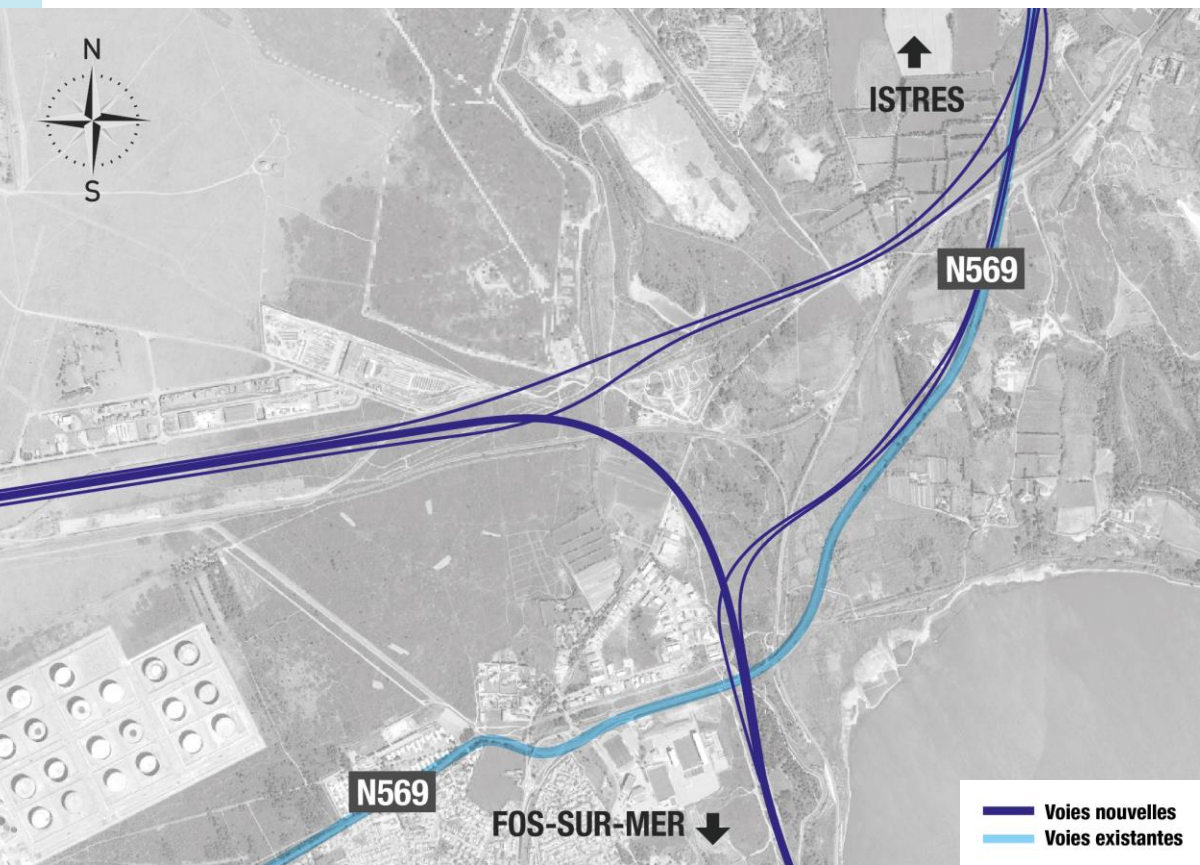 N
S
ISTRES
N569
N569
FOS-SUR-MER
Voies nouvelles
Voies existantes